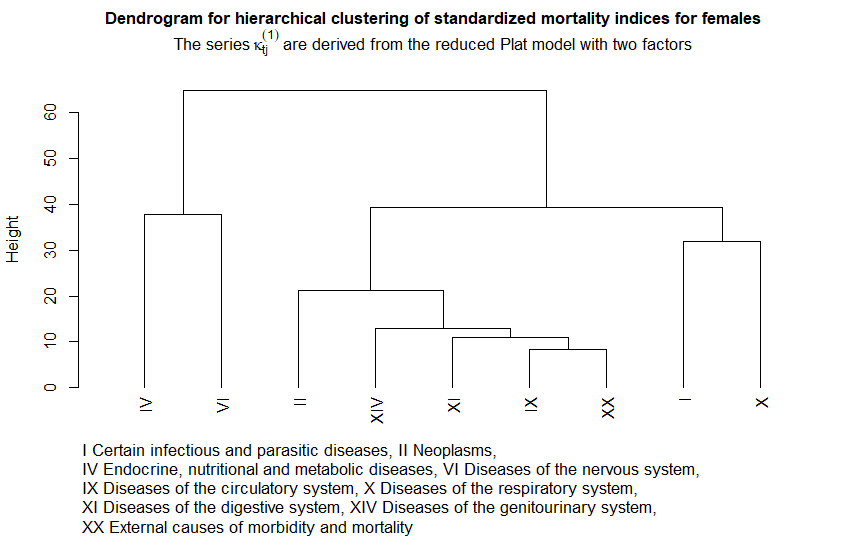 Dendrogram for hierarchical clustering of standardized mortality indices for females
The series κtj(1) are derived from the reduced Plat model with two factors
60
50
40
30
20
10
0
Height
IV VI II XIV XI IX XX I X
I Certain infectious and parasitic diseases, II Neoplasms,
IV Endocrine, nutritional and metabolic diseases, VI Diseases of the nervous system,
IX Diseases of the circulatory system, X Diseases of the respiratory system,
XI Diseases of the digestive system, XIV Diseases of the genitourinary system,
XX External causes of morbidity and mortality